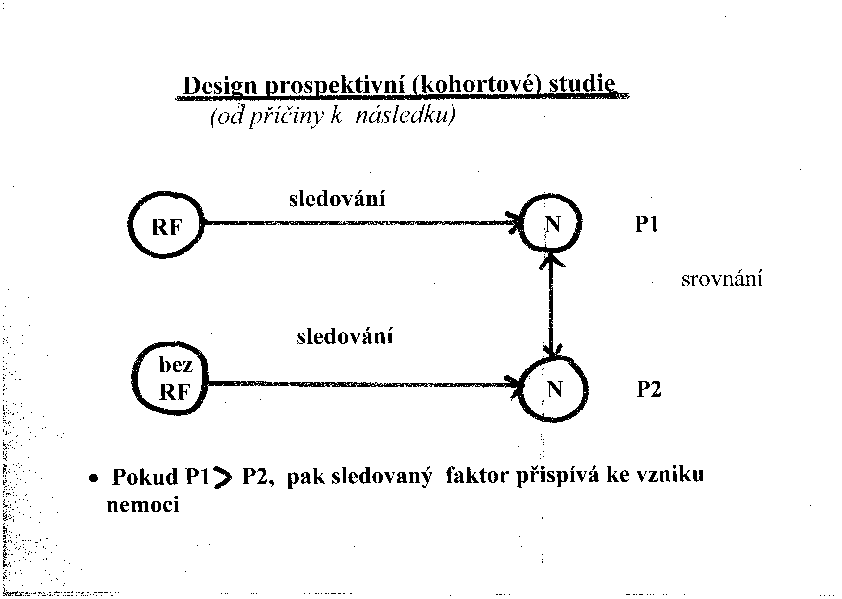 Design prospektivní (kohortové) studie
(od příčiny k následku)
sledování
RF
N
P1
srovnání
sledování
bez
RF
N
P2
• Pokud P1 > P2, pak sledovaný faktor přispívá ke vzniku
nemoci